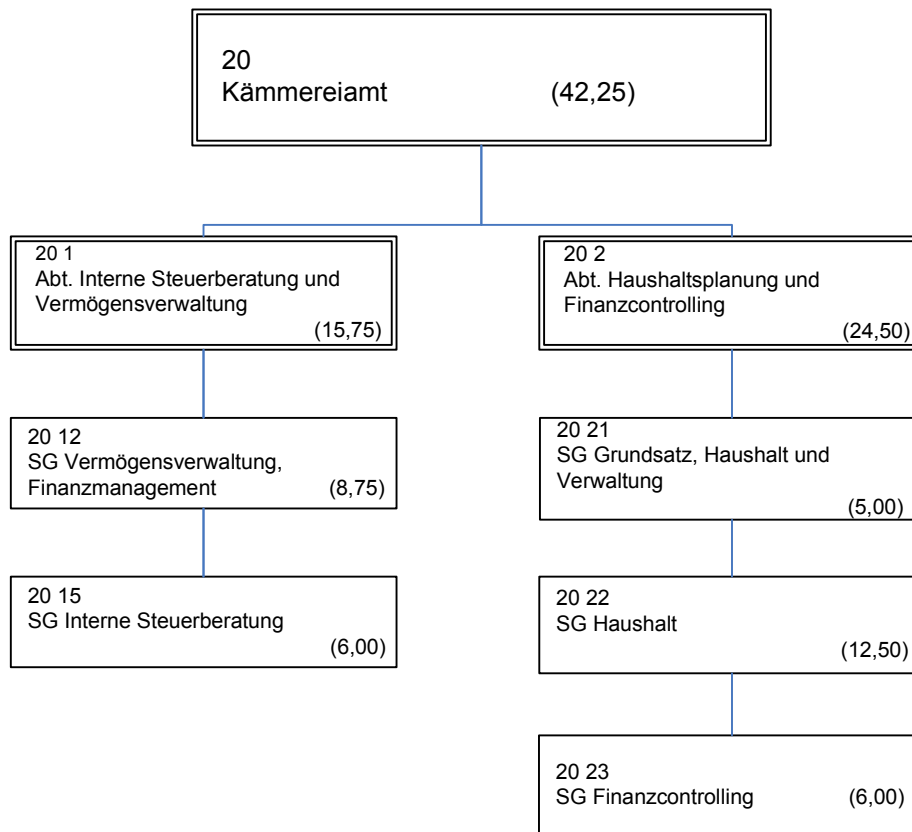 20
Kämmereiamt (42,25)
20 1
Abt. Interne Steuerberatung und
Vermögensverwaltung
(15,75)
20 12
SG Vermögensverwaltung,
Finanzmanagement (8,75)
20 15
SG Interne Steuerberatung
(6,00)
20 2
Abt. Haushaltsplanung und
Finanzcontrolling
(24,50)
20 21
SG Grundsatz, Haushalt und
Verwaltung
(5,00)
20 22
SG Haushalt
(12,50)
20 23
SG Finanzcontrolling (6,00)